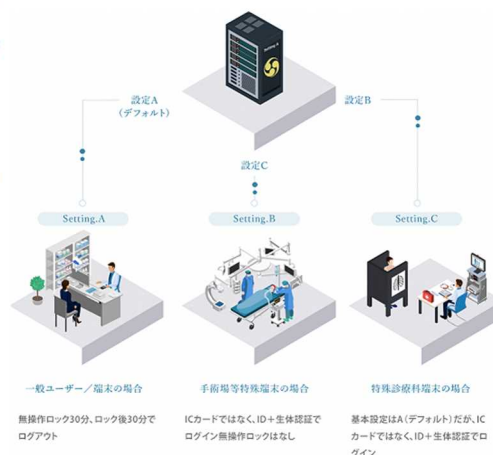 Setting A
設定A
（デフォルト）
設定B
設定C
Setting.A
Setting.B
Setting.C
一般ユーザー／端末の場合
無操作ロック30分、ロック後30分で
ログアウト
手術場等特殊端末の場合
ICカードではなく、ID＋生体認証で
ログイン無操作ロックはなし
特殊診療科端末の場合
基本設定はA（デフォルト）だが、IC
カードではなく、ID＋生体認証でロ
グイン